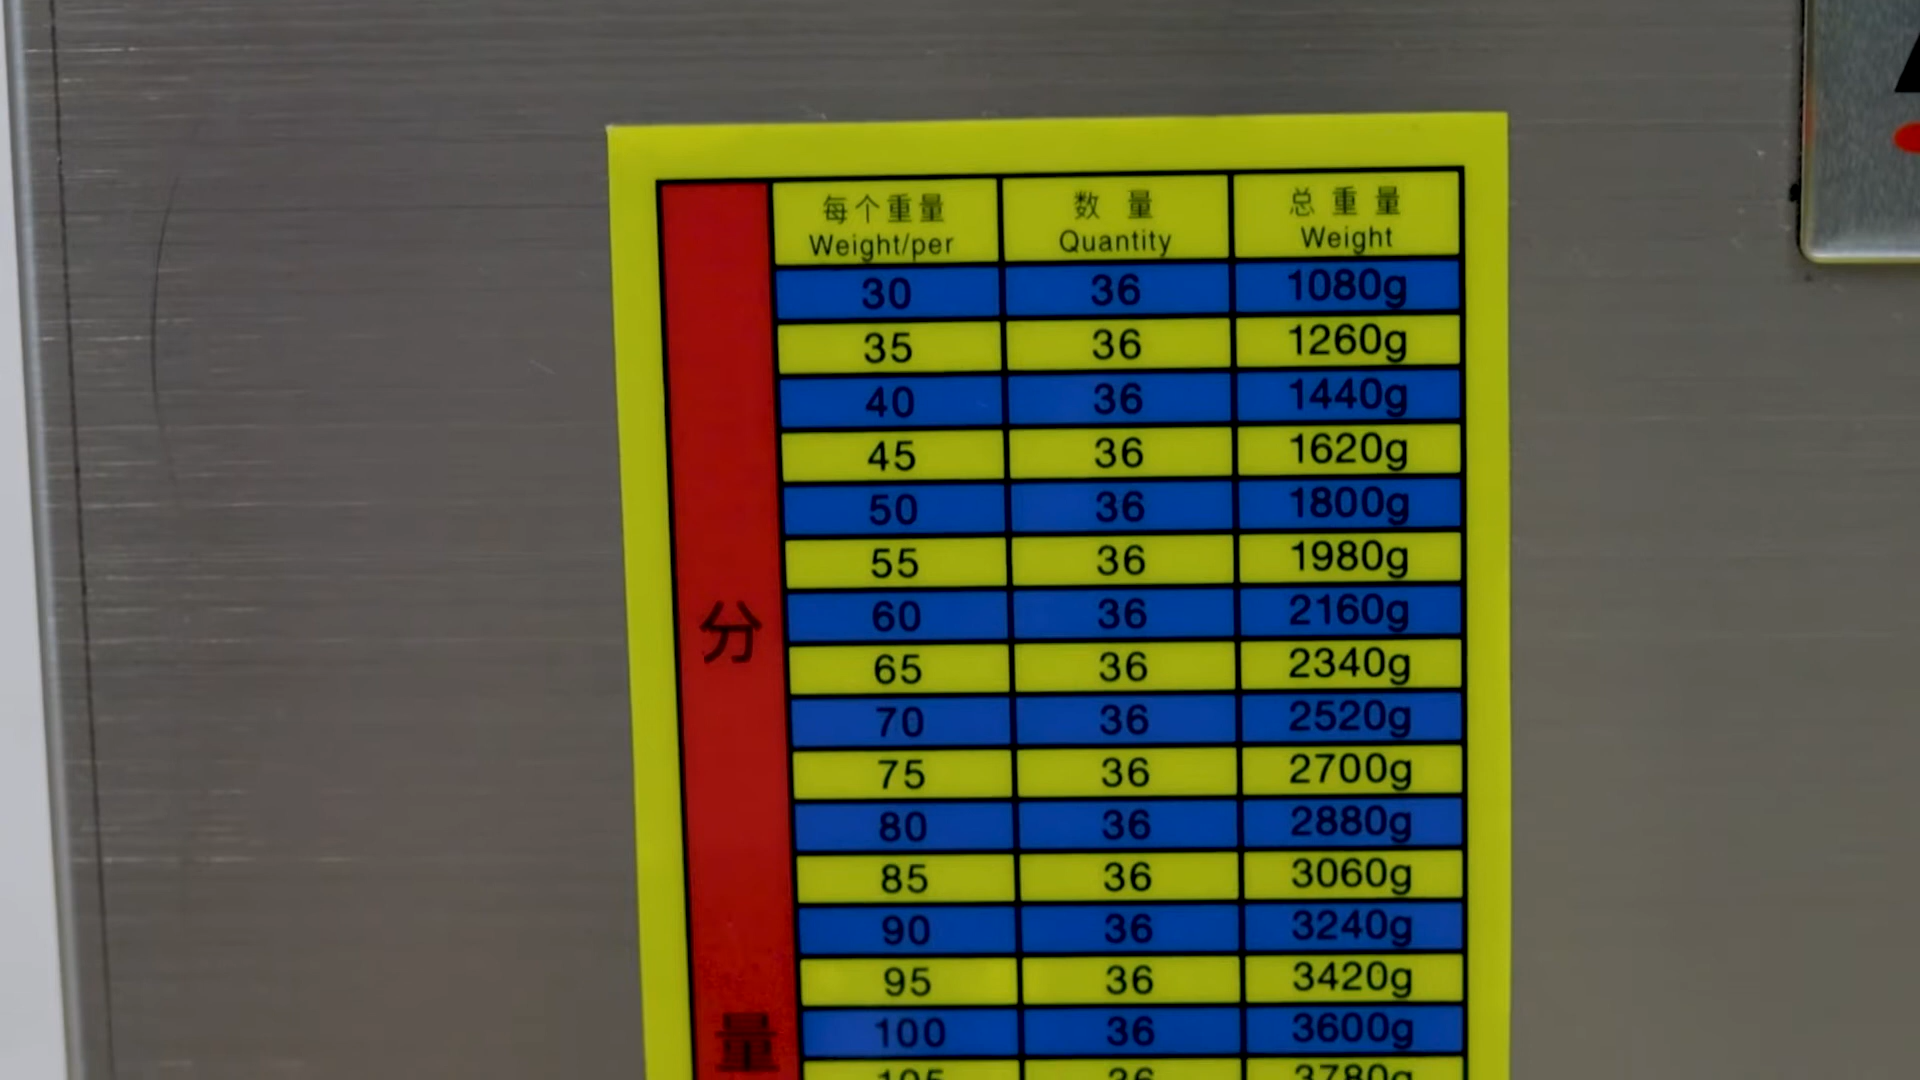 每个重量 数量 总重量
Weight/per Quantity Weight
30 36 1080g
35 36 1260g
40 36 1440g
45 36 1620g
50 36 1800g
55 36 1980g
60 36 2160g
分
65 36 2340g
70 36 2520g
75 36 2700g
80 36 2880g
85 36 3060g
90 36 3240g
95 36 3420g
100 36 3600g
量
105 36 3780g